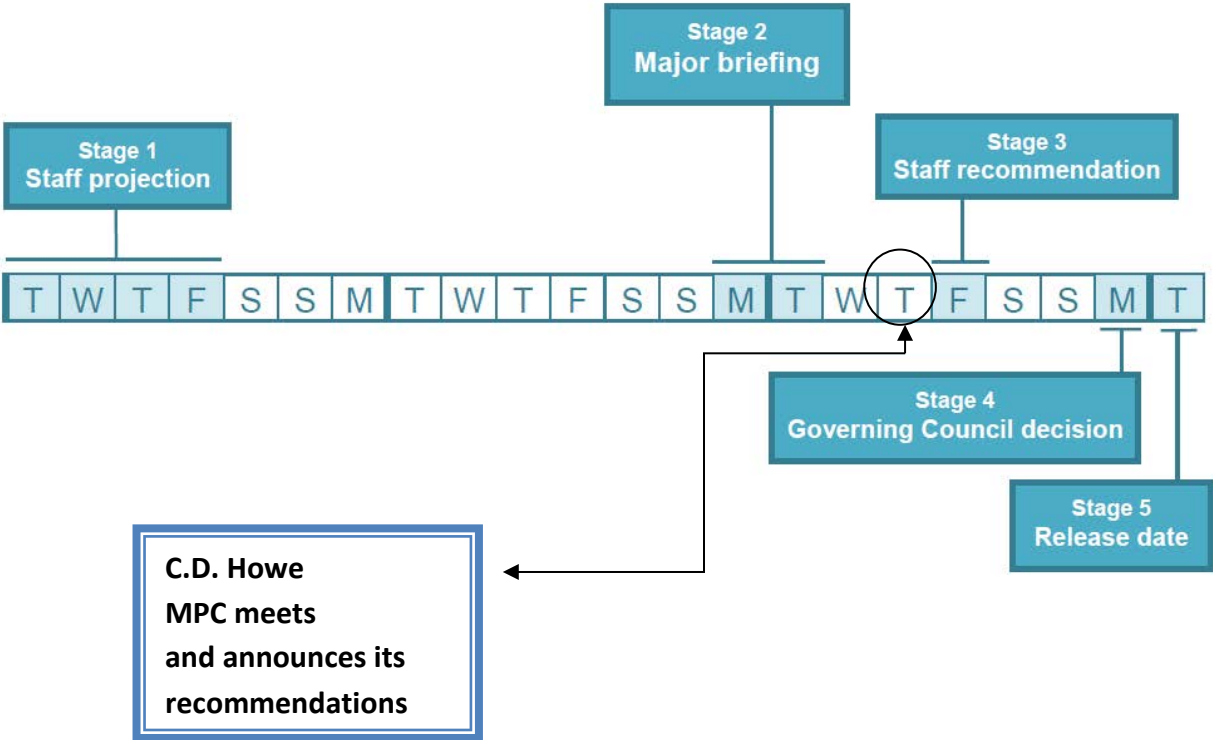 Stage 2
Major briefing
Stage 1
Staff projection
Stage 3
Staff recommendation
T W T F S S M T W T F S S M T W T F S S M T
Stage 4
Governing Council decision
Stage 5
Release date
C.D. Howe
MPC meets
and announces its
recommendations